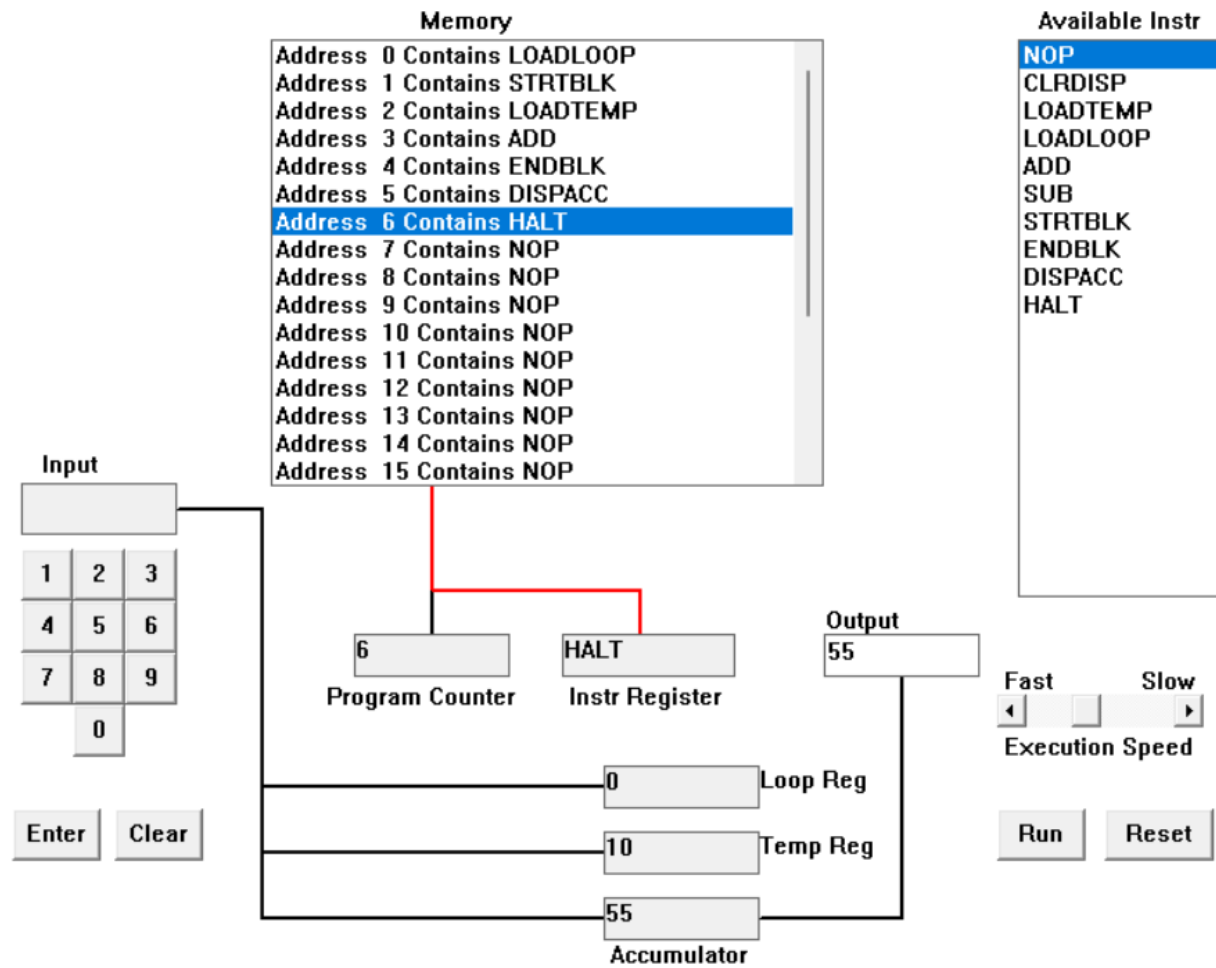 Memory
Address 0 Contains LOADLOOP
Address 1 Contains STRTBLK
Address 2 Contains LOADTEMP
Address 3 Contains ADD
Address 4 Contains ENDBLK
Address 5 Contains DISPACC
Address 6 Contains HALT
Address 7 Contains NOP
Address 8 Contains NOP
Address 9 Contains NOP
Address 10 Contains NOP
Address 11 Contains NOP
Address 12 Contains NOP
Address 13 Contains NOP
Address 14 Contains NOP
Address 15 Contains NOP
Available Instr
NOP
CLRDISP
LOADTEMP
LOADLOOP
ADD
SUB
STRTBLK
ENDBLK
DISPACC
HALT
Input
1 2 3
4 5 6
7 8 9
0
Enter Clear
6
Program Counter
HALT
Instr Register
Output
55
Fast Slow
Execution Speed
Run Reset
0 Loop Reg
10 Temp Reg
55
Accumulator